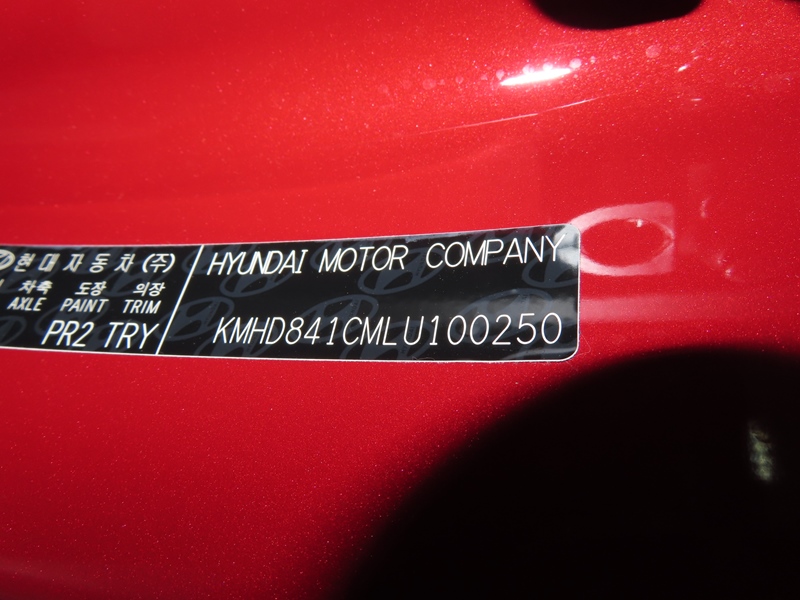 현대자동차(주)
HYUNDAI MOTOR COMPANY
차축 도장 의장
AXLE PAINT TRIM
PR2 TRY
KMHD841CMLU100250